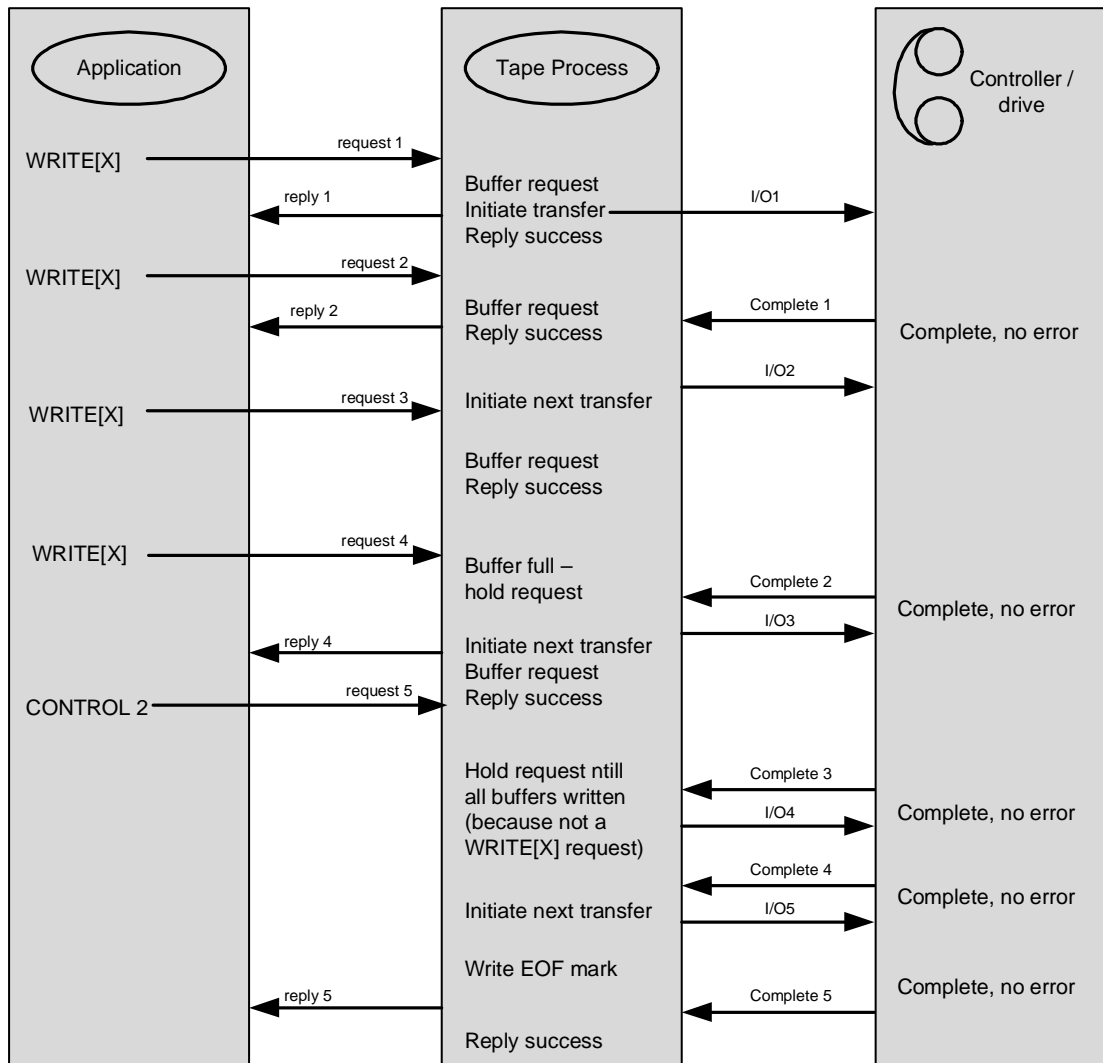 Application
Tape Process
Controller /
drive
WRITE[X]
request 1
reply 1
Buffer request
Initiate transfer
Reply success
I/O1
WRITE[X]
request 2
reply 2
Buffer request
Reply success
Complete 1
Complete, no error
I/O2
WRITE[X]
request 3
Initiate next transfer
Buffer request
Reply success
WRITE[X]
request 4
Buffer full –
hold request
Complete 2
Complete, no error
I/O3
reply 4
Initiate next transfer
Buffer request
Reply success
CONTROL 2
request 5
Hold request ntill
all buffers written
(because not a
WRITE[X] request)
Complete 3
Complete, no error
I/O4
Complete 4
Complete, no error
Initiate next transfer
I/O5
Write EOF mark
Complete, no error
reply 5
Complete 5
Reply success